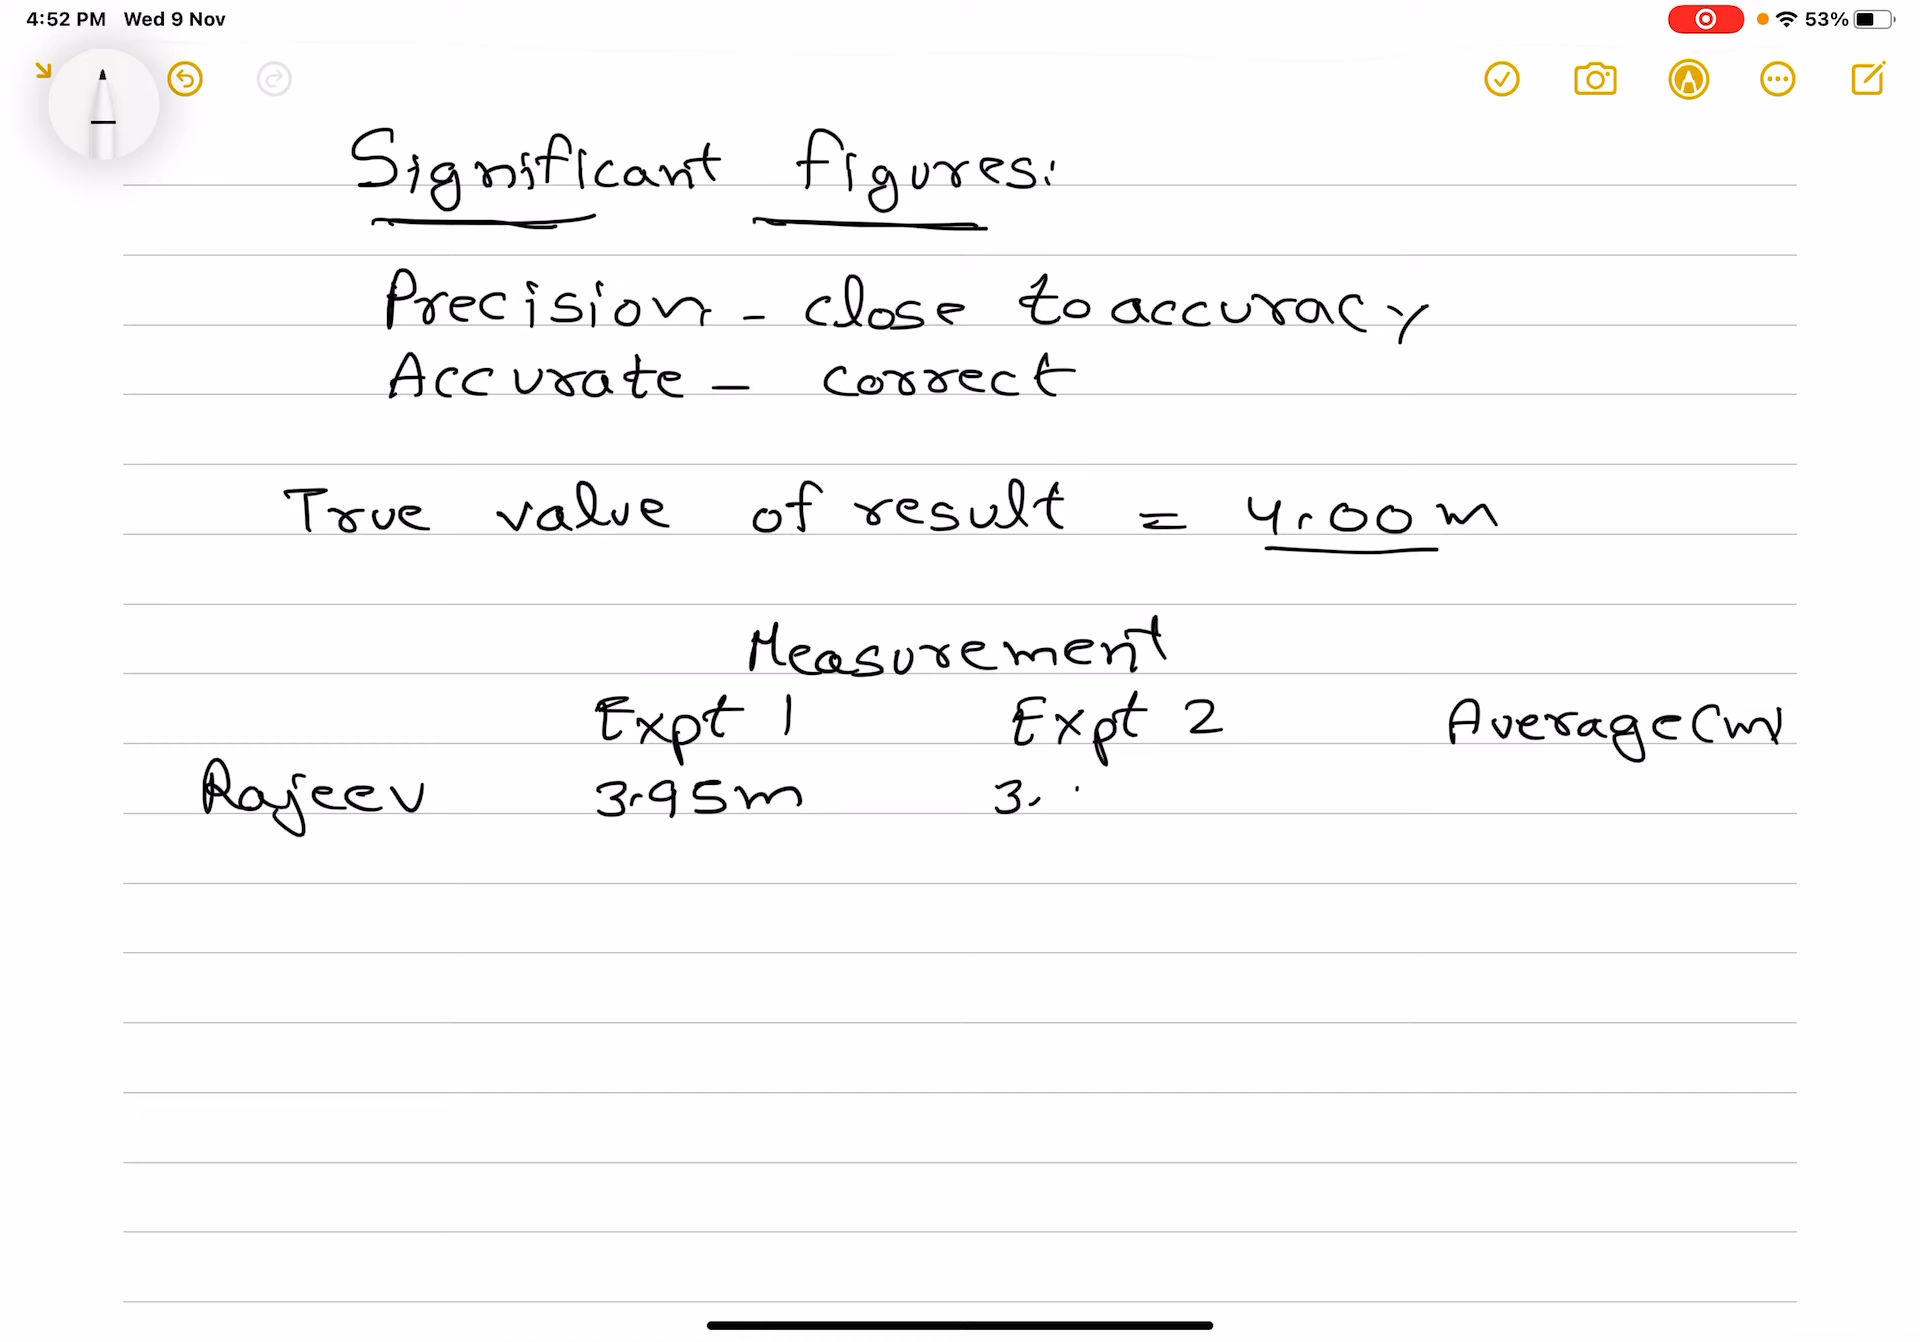 4:52 PM Wed 9 Nov 53%
Significant figures:
Precision - close to accuracy
Accurate - correct
True value of result = 4.00 m
Measurement
Expt 1 Expt 2 Average (m)
Rajeev 3.95 m 3.